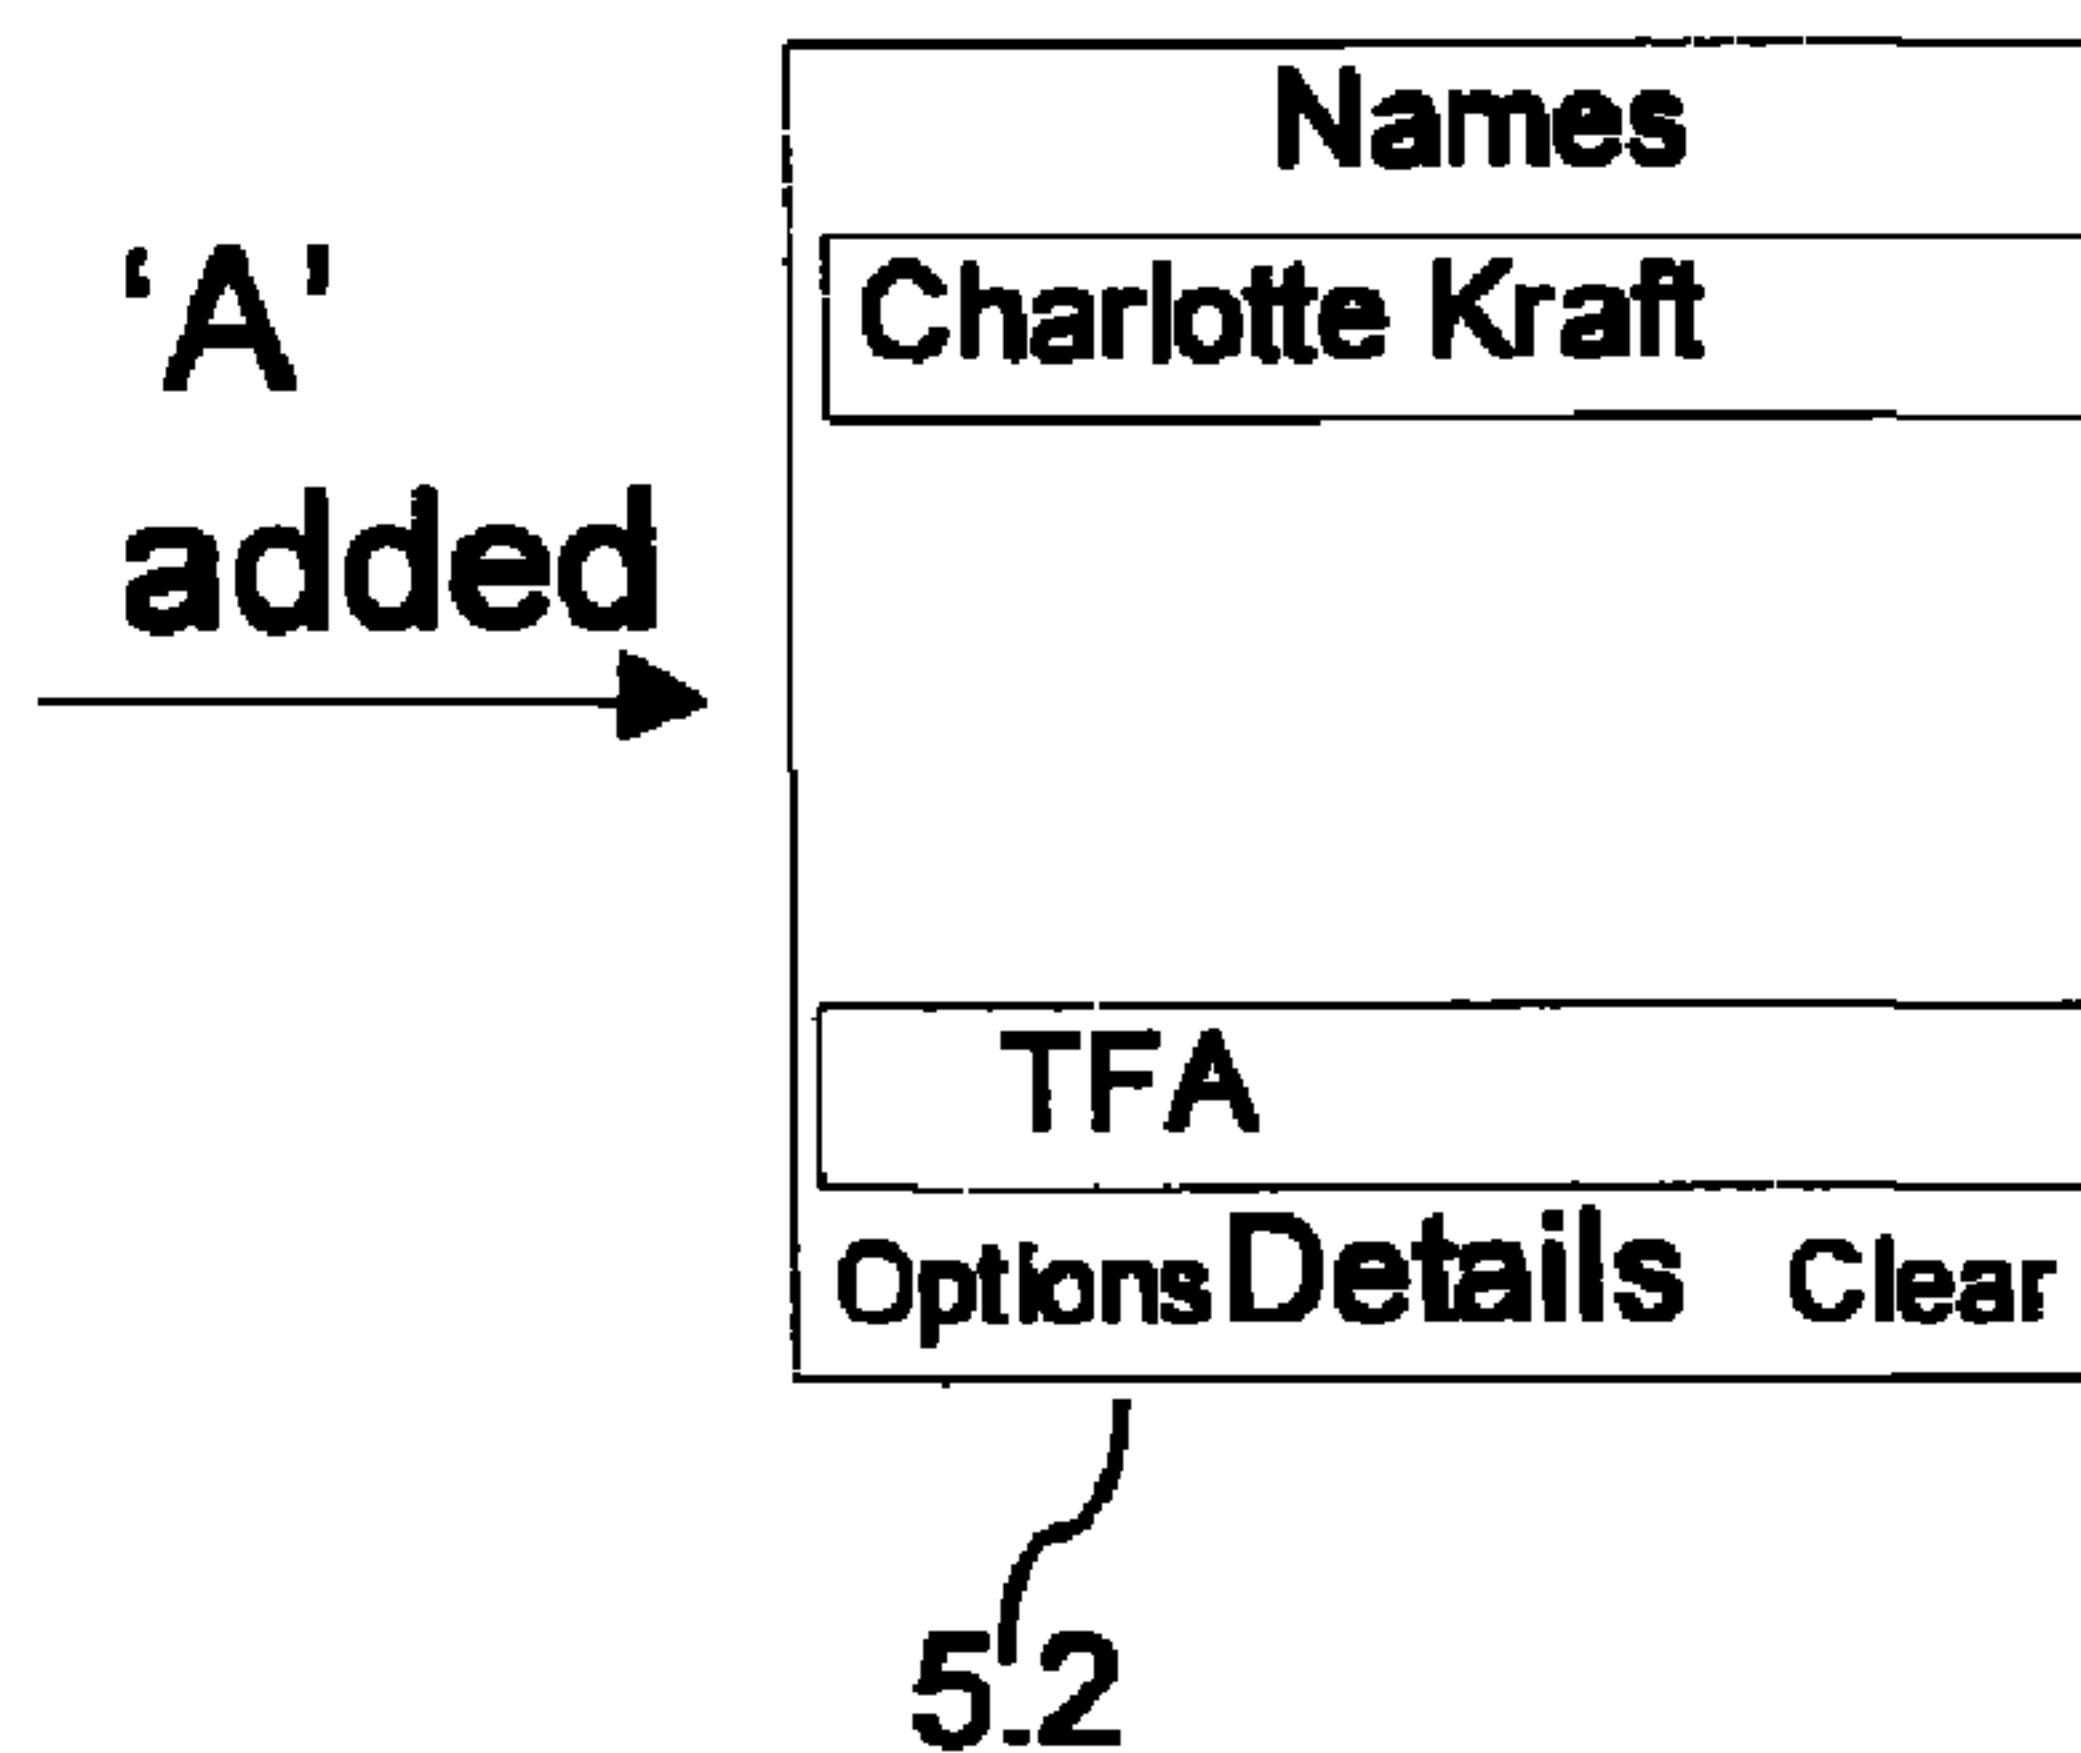 Names
‘A’
added
Charlotte Kraft
TFA
Options Details Clear
5.2